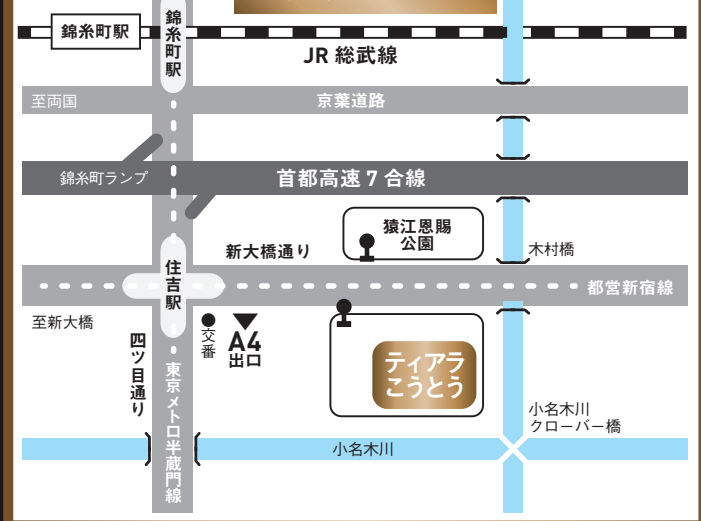 錦糸町駅
錦糸町駅
JR 総武線
至両国
京葉道路
錦糸町ランプ
首都高速 7 合線
猿江恩賜
公園
新大橋通り
木村橋
住吉駅
都営新宿線
至新大橋
四ツ目通り
交番
A4
出口
ティアラ
こうとう
東京メトロ半蔵門線
小名木川
クローバー橋
小名木川